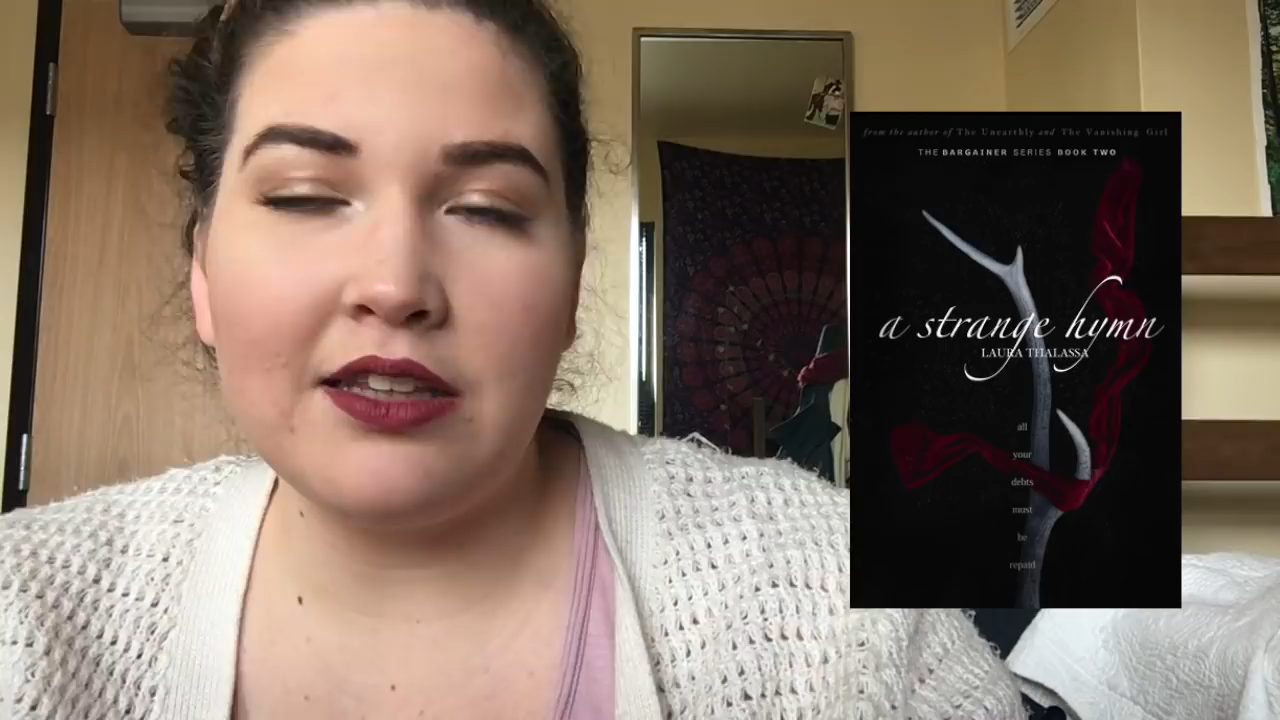 from the author of The Unearthly and The Vanishing Girl
THE BARGAINER SERIES BOOK TWO
a strange hymn
LAURA THALASSA
all
your
debts
must
be
repaid